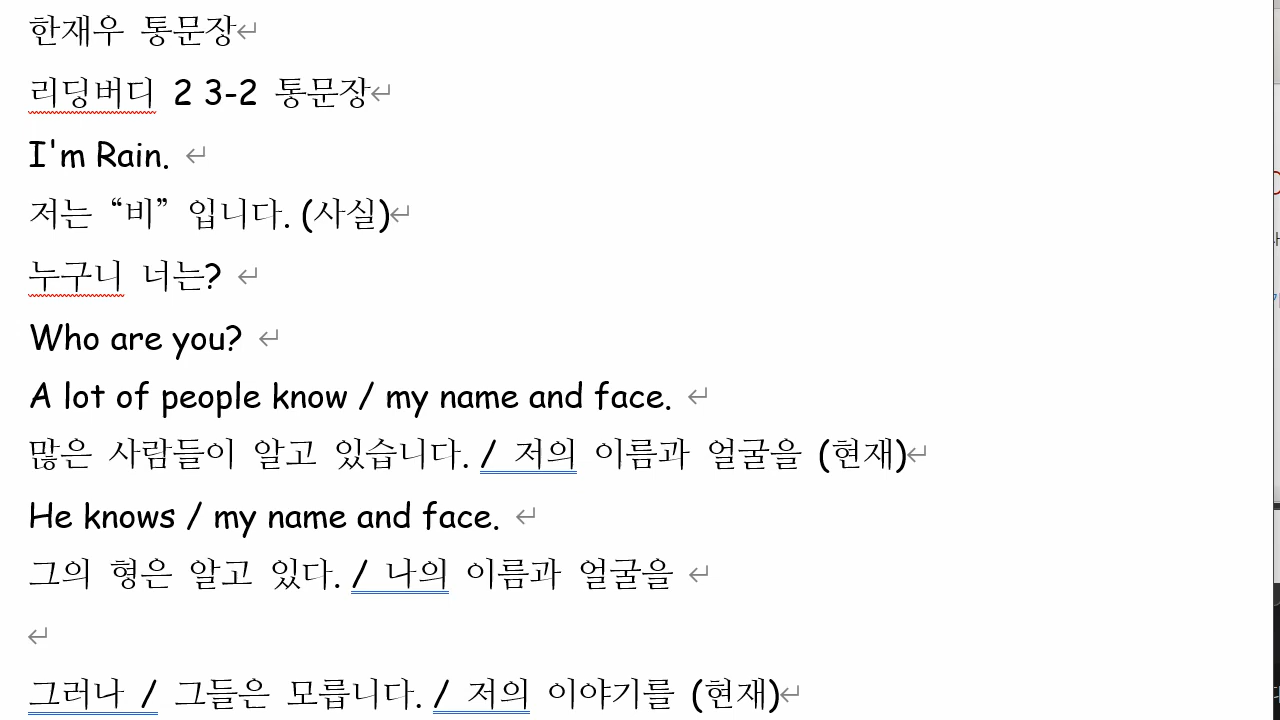 한재우 통문장
리딩버디 2 3-2 통문장
I'm Rain.
저는 “비” 입니다. (사실)
누구니 너는?
Who are you?
A lot of people know / my name and face.
많은 사람들이 알고 있습니다. / 저의 이름과 얼굴을 (현재)
He knows / my name and face.
그의 형은 알고 있다. / 나의 이름과 얼굴을
그러나 / 그들은 모릅니다. / 저의 이야기를 (현재)